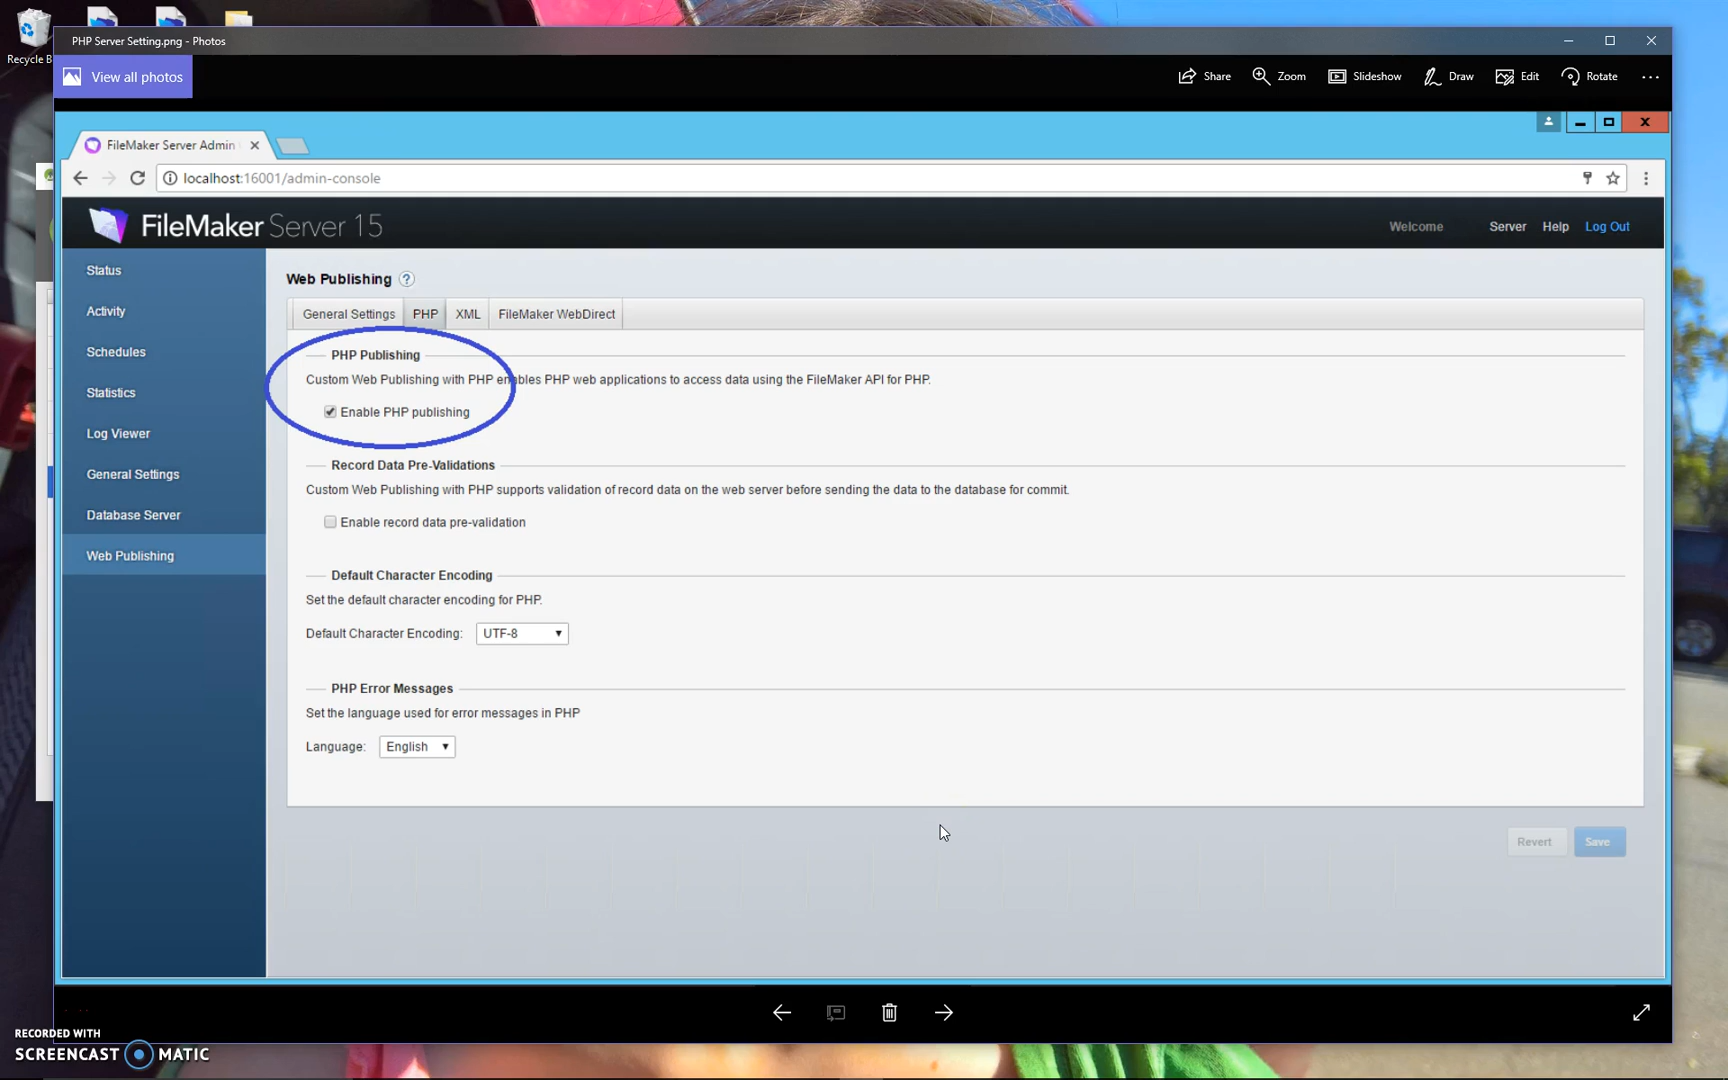 Recycle B
PHP Server Setting.png - Photos
View all photos
Share
Zoom
Slideshow
Draw
Edit
Rotate
FileMaker Server Admin
localhost:16001/admin-console
FileMaker Server 15
Welcome
Server
Help
Log Out
Status
Activity
Schedules
Statistics
Log Viewer
General Settings
Database Server
Web Publishing
Web Publishing ?
General Settings
PHP
XML
FileMaker WebDirect
PHP Publishing
Custom Web Publishing with PHP enables PHP web applications to access data using the FileMaker API for PHP.
Enable PHP publishing
Record Data Pre-Validations
Custom Web Publishing with PHP supports validation of record data on the web server before sending the data to the database for commit.
Enable record data pre-validation
Default Character Encoding
Set the default character encoding for PHP.
Default Character Encoding: UTF-8
PHP Error Messages
Set the language used for error messages in PHP
Language: English
Revert
Save
RECORDED WITH
SCREENCAST MATIC